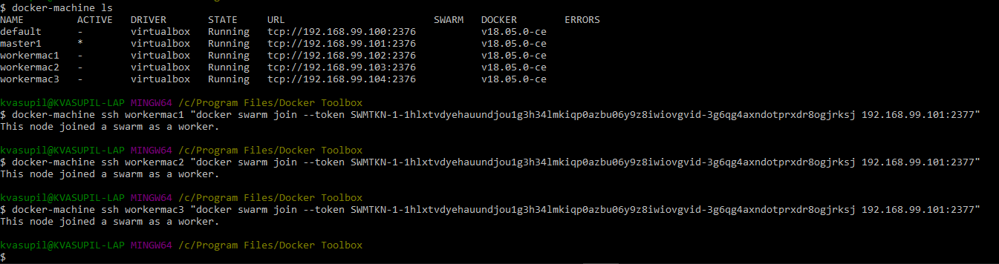 $ docker-machine ls
NAME ACTIVE DRIVER STATE URL SWARM DOCKER ERRORS
default - virtualbox Running tcp://192.168.99.100:2376 v18.05.0-ce
master1 * virtualbox Running tcp://192.168.99.101:2376 v18.05.0-ce
workermac1 - virtualbox Running tcp://192.168.99.102:2376 v18.05.0-ce
workermac2 - virtualbox Running tcp://192.168.99.103:2376 v18.05.0-ce
workermac3 - virtualbox Running tcp://192.168.99.104:2376 v18.05.0-ce
kvasupil@KVASUPIL-LAP MINGW64 /c/Program Files/Docker Toolbox
$ docker-machine ssh workermac1 "docker swarm join --token SWMTKN-1-1hlxtvdyehauundjou1g3h34lmkiqp0azbu06y9z8iwiovgvid-3g6qg4axndotprxdr8ogjrksj 192.168.99.101:2377"
This node joined a swarm as a worker.
kvasupil@KVASUPIL-LAP MINGW64 /c/Program Files/Docker Toolbox
$ docker-machine ssh workermac2 "docker swarm join --token SWMTKN-1-1hlxtvdyehauundjou1g3h34lmkiqp0azbu06y9z8iwiovgvid-3g6qg4axndotprxdr8ogjrksj 192.168.99.101:2377"
This node joined a swarm as a worker.
kvasupil@KVASUPIL-LAP MINGW64 /c/Program Files/Docker Toolbox
$ docker-machine ssh workermac3 "docker swarm join --token SWMTKN-1-1hlxtvdyehauundjou1g3h34lmkiqp0azbu06y9z8iwiovgvid-3g6qg4axndotprxdr8ogjrksj 192.168.99.101:2377"
This node joined a swarm as a worker.
kvasupil@KVASUPIL-LAP MINGW64 /c/Program Files/Docker Toolbox
$